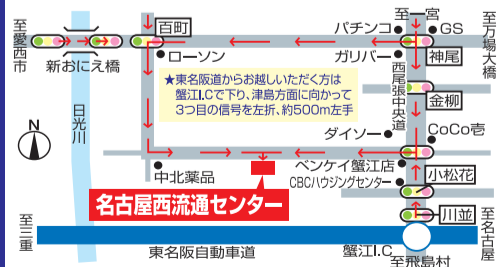 至愛西市
新おにえ橋
日光川
至三重
百町
ローソン
至一宮
パチンコ
GS
ガリバー
神尾
至万場大橋
西尾張中央道
金柳
★東名阪道からお越しいただく方は
蟹江I.Cで下り、津島方面に向かって
3つ目の信号を左折、約500m左手
ダイソー
CoCo壱
N
中北薬品
ベンケイ蟹江店
CBCハウジングセンター
小松花
名古屋西流通センター
川並
東名阪自動車道
蟹江I.C
至飛島村
至名古屋